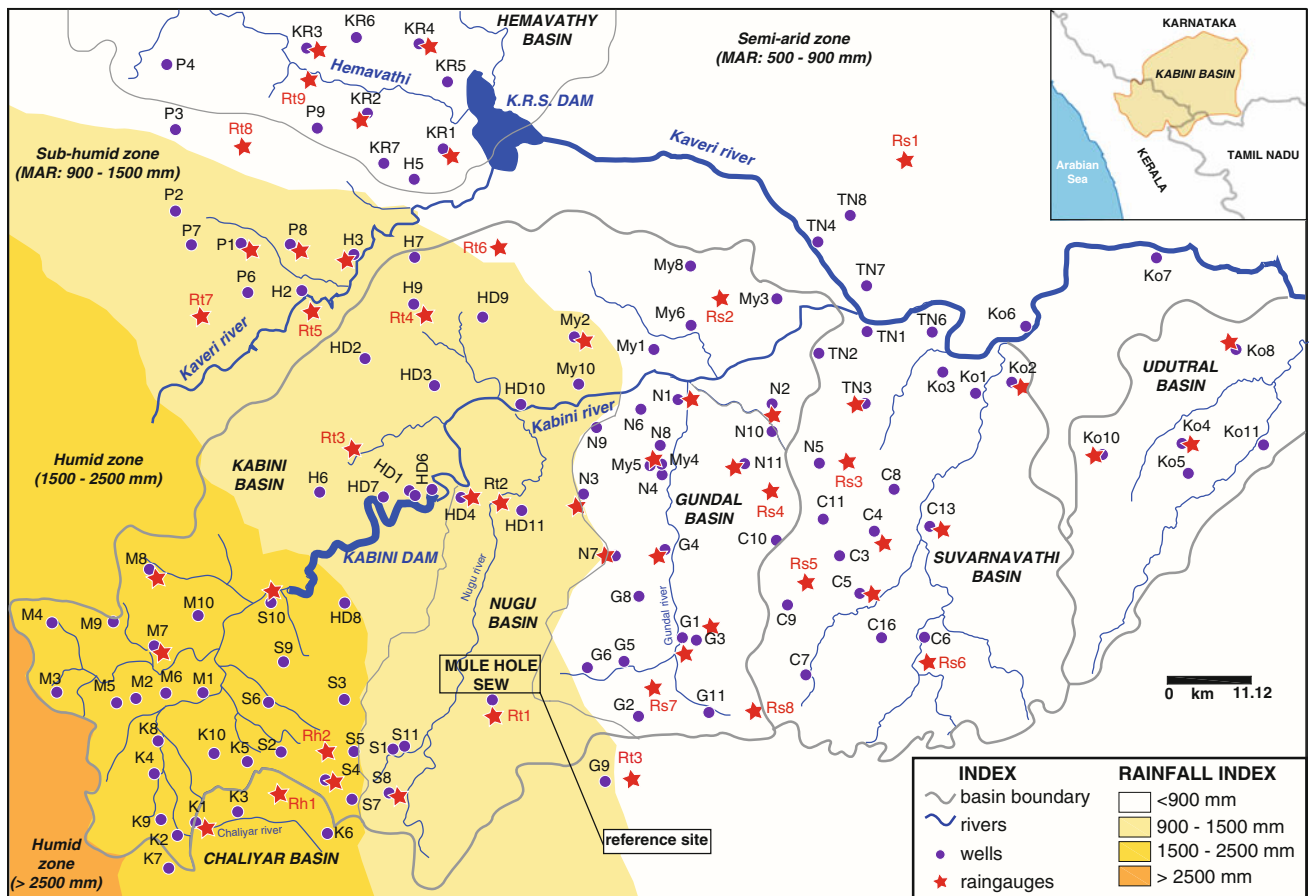 KR6
KR3
KR4
HEMAVATHY
BASIN
P4
KR5
Hemavathi
Rt9
KR2
K.R.S. DAM
P3
P9
Rt8
KR1
KR7
H5
Semi-arid zone
(MAR: 500 - 900 mm)
Kaveri river
Rs1
KARNATAKA
KABINI BASIN
Arabian
Sea
KERALA
TAMIL NADU
Sub-humid zone
(MAR: 900 - 1500 mm)
P2
P7
P1
P8
H3
H7
Rt6
TN8
TN4
My8
TN7
Ko7
P6
H2
Rt7
Rt5
H9
Rt4
HD9
My3
Rs2
My6
My2
My1
Ko6
TN1
TN6
TN2
Ko8
UDUTRAL
BASIN
Kaveri river
HD2
HD3
HD10
My10
Kabini river
Ko3
Ko1
Ko2
N1
N2
N6
TN3
N9
N8
N10
Ko10
Ko4
Ko11
Ko5
Rt3
Humid zone
(1500 - 2500 mm)
KABINI
BASIN
H6
HD1
HD6
HD7
HD4
Rt2
HD11
N3
My5
My4
N4
N11
N5
Rs3
GUNDAL
BASIN
Rs4
C8
C11
C4
C13
KABINI DAM
N7
G4
C10
C3
SUVARNAVATHI
BASIN
Nugu river
NUGU
BASIN
M8
S10
HD8
G8
Gundal river
Rs5
C5
C9
M4
M9
M10
M7
S9
G1
G3
C16
C6
G5
G6
Rs6
C7
MULE HOLE
SEW
M3
M5
M2
M6
M1
S6
S3
Rt1
G2
Rs7
G11
Rs8
0 km 11.12
K8
K10
K5
S2
Rh2
S5
S1
S11
K4
S4
S8
S7
G9
Rt3
K3
Rh1
K9
K1
K2
Chaliyar river
K6
K7
CHALIYAR BASIN
reference site
Humid
zone
(> 2500 mm)
INDEX
basin boundary
rivers
wells
raingauges
RAINFALL INDEX
<900 mm
900 - 1500 mm
1500 - 2500 mm
> 2500 mm